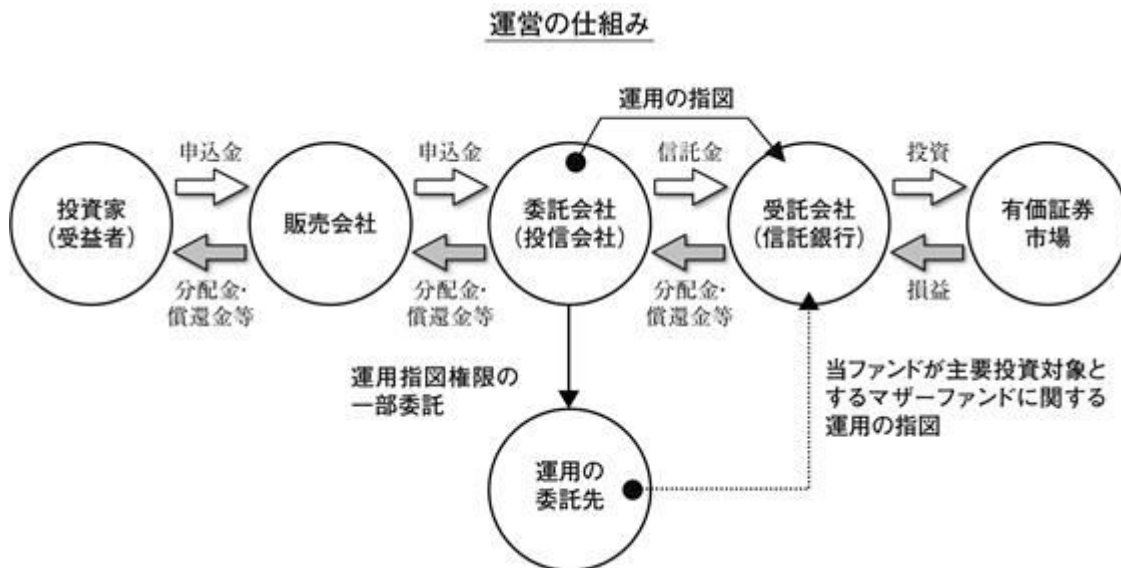 運営の仕組み
運用の指図
申込金
申込金
信託金
投資
投資家
(受益者)
販売会社
委託会社
(投信会社)
受託会社
(信託銀行)
有価証券
市場
分配金・
償還金等
分配金・
償還金等
分配金・
償還金等
損益
運用指図権限の
一部委託
当ファンドが主要投資対象と
するマザーファンドに関する
運用の指図
運用の
委託先